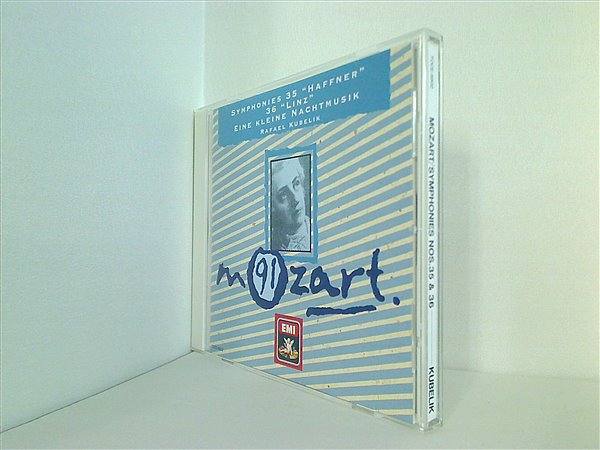 SYMPHONIES 35 "HAFFNER"
36 "LINZ"
EINE KLEINE NACHTMUSIK
RAFAEL KUBELIK
m91zart.
EMI
MOZART: SYMPHONIES NOS.35 & 36
KUBELIK